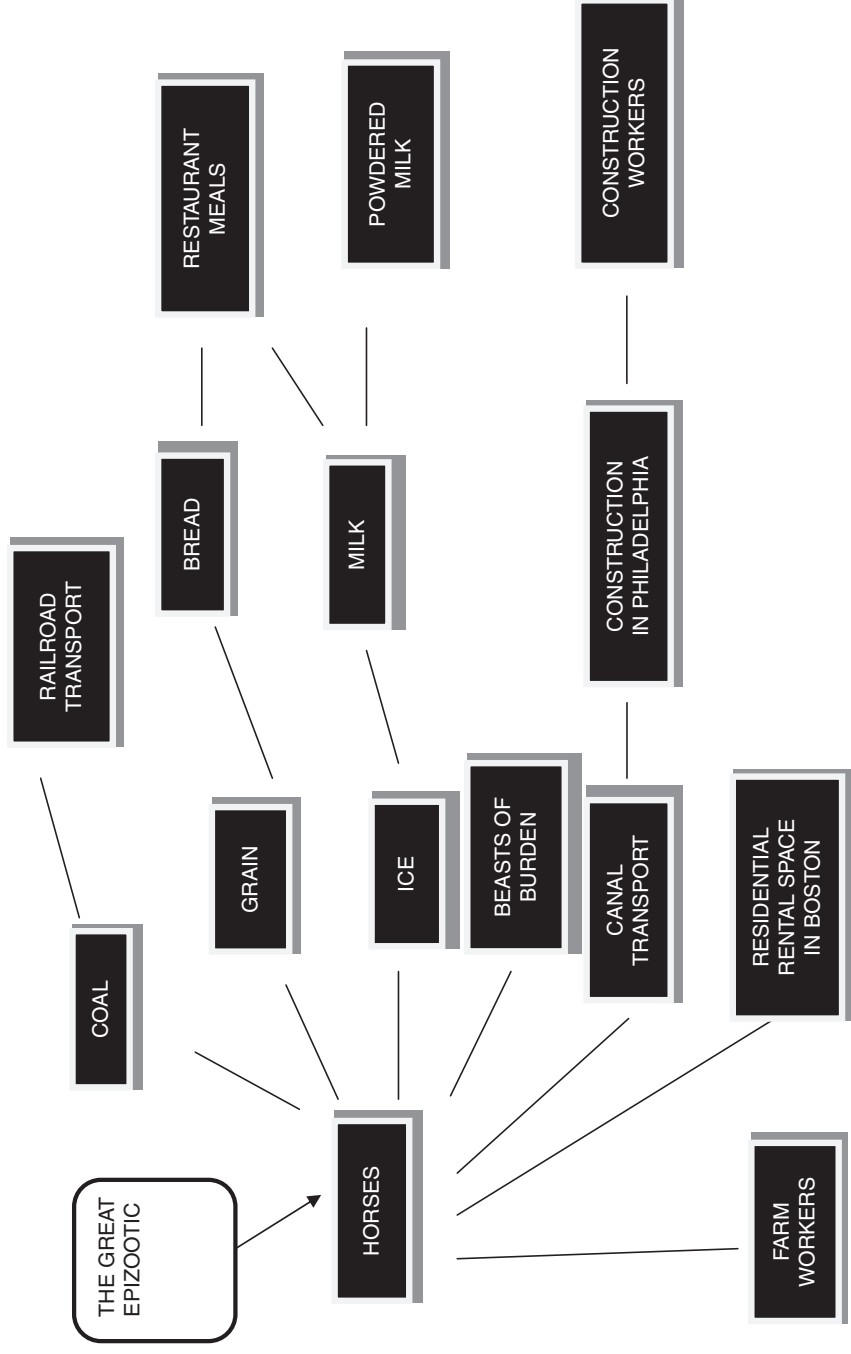 THE GREAT
EPIZOOTIC
HORSES
FARM
WORKERS
COAL
GRAIN
ICE
BEASTS OF
BURDEN
CANAL
TRANSPORT
RESIDENTIAL
RENTAL SPACE
IN BOSTON
RAILROAD
TRANSPORT
BREAD
MILK
CONSTRUCTION
IN PHILADELPHIA
RESTAURANT
MEALS
POWDERED
MILK
CONSTRUCTION
WORKERS